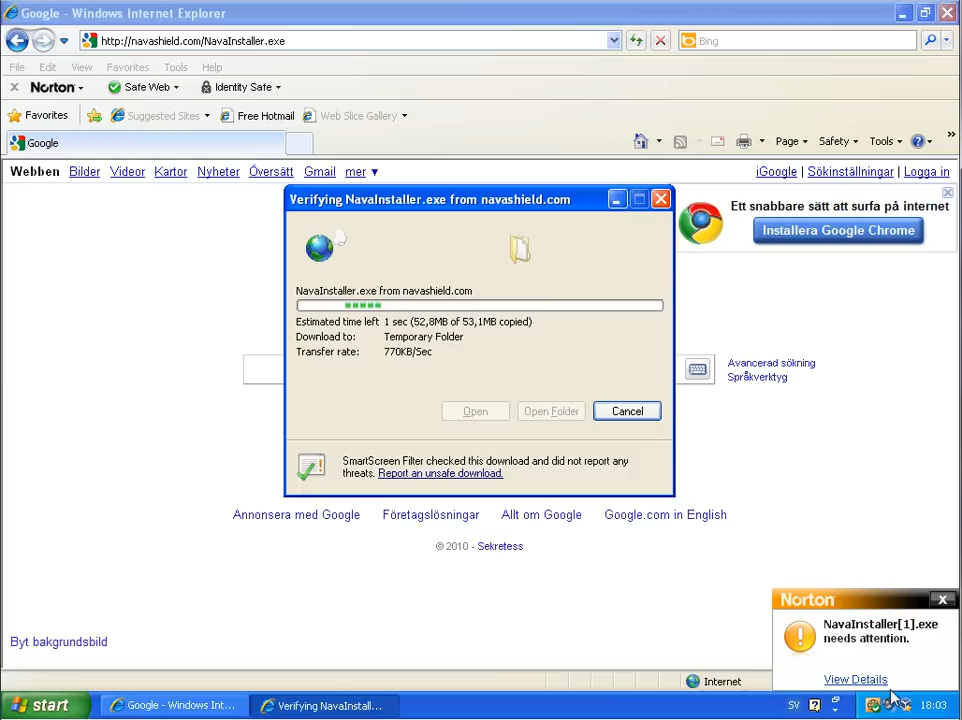 Google - Windows Internet Explorer
http://navashield.com/NavaInstaller.exe
Bing
File Edit View Favorites Tools Help
X Norton Safe Web Identity Safe
Favorites Suggested Sites Free Hotmail Web Slice Gallery
Google
Page Safety Tools
Webben Bilder Videor Kartor Nyheter Översätt Gmail mer ▼
iGoogle | Sökinställningar | Logga in
Ett snabbare sätt att surfa på internet
Installera Google Chrome
Verifying NavaInstaller.exe from navashield.com
NavaInstaller.exe from navashield.com
Estimated time left 1 sec (52,8MB of 53,1MB copied)
Download to: Temporary Folder
Transfer rate: 770KB/Sec
Open Open Folder Cancel
SmartScreen Filter checked this download and did not report any
threats. Report an unsafe download.
Avancerad sökning
Språkverktyg
Annonsera med Google Företagslösningar Allt om Google Google.com in English
© 2010 - Sekretess
Byt bakgrundsbild
Norton
NavaInstaller[1].exe
needs attention.
View Details
Internet
start Google - Windows Int... Verifying NavaInstall... SV 18:03